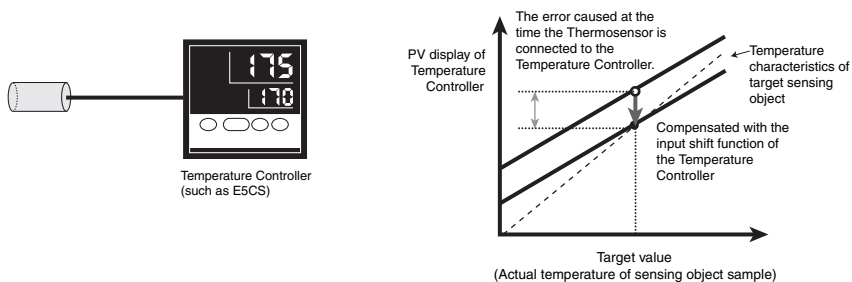 175
170
Temperature Controller
(such as E5CS)
The error caused at the
time the Thermosensor is
connected to the
Temperature Controller.
PV display of
Temperature
Controller
Temperature
characteristics of
target sensing
object
Compensated with the
input shift function of
the Temperature
Controller
Target value
(Actual temperature of sensing object sample)